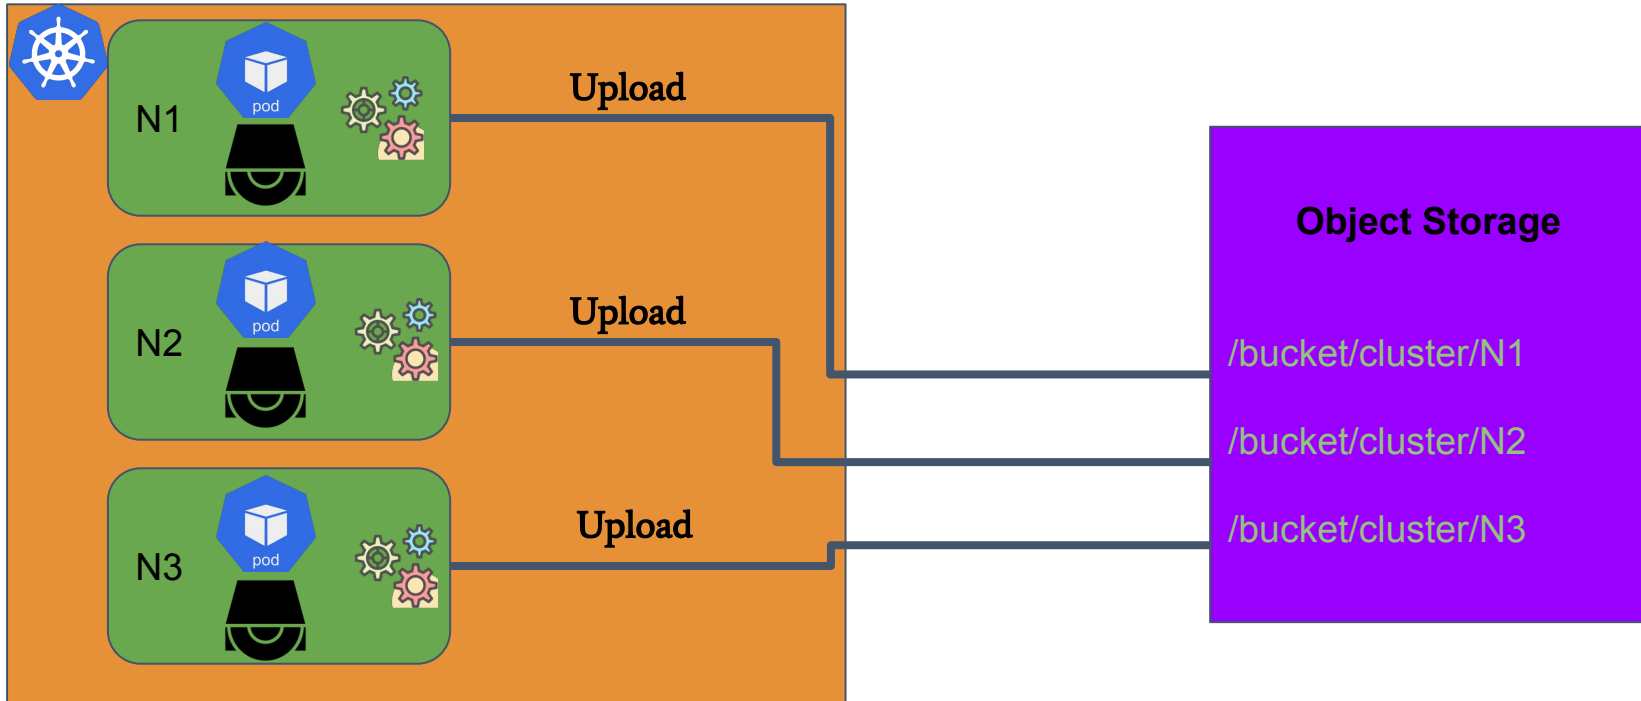 pod
N1
Upload
pod
N2
Upload
pod
N3
Upload
Object Storage
/bucket/cluster/N1
/bucket/cluster/N2
/bucket/cluster/N3